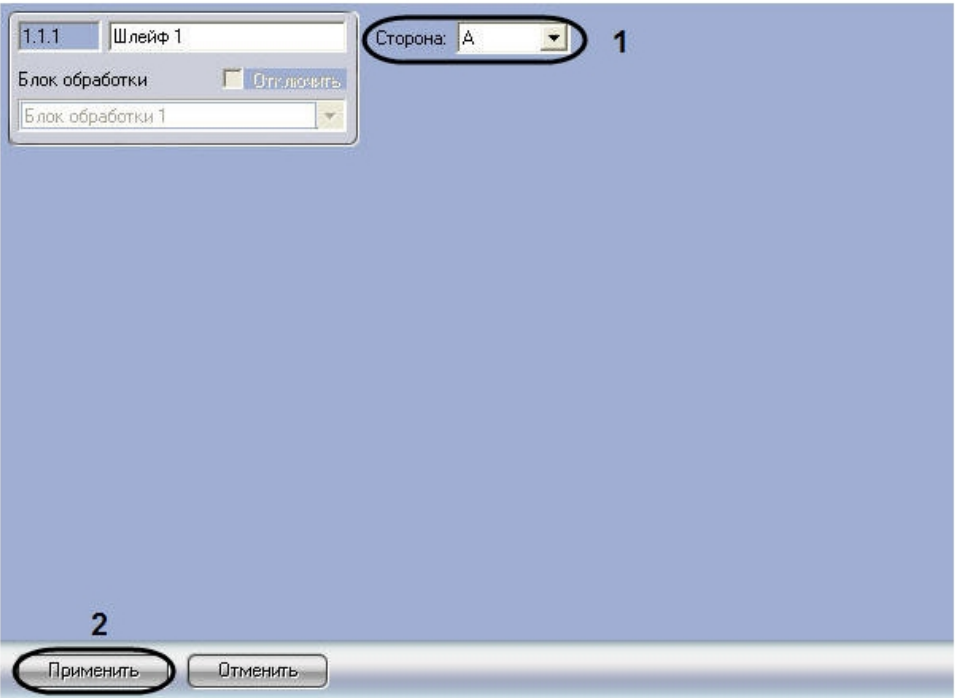 1.1.1 Шлейф 1 Сторона: А 1
Блок обработки Отключить
Блок обработки 1
2
Применить Отменить